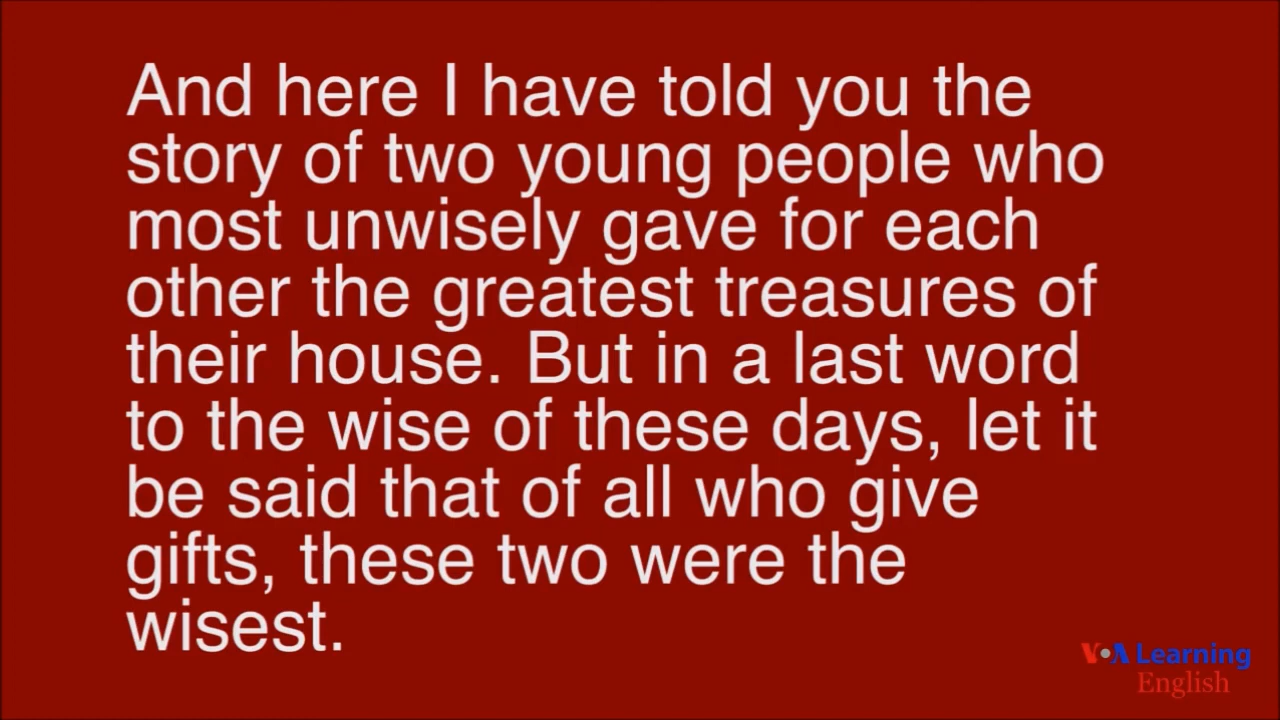 And here I have told you the
story of two young people who
most unwisely gave for each
other the greatest treasures of
their house. But in a last word
to the wise of these days, let it
be said that of all who give
gifts, these two were the
wisest.
VOA Learning
English